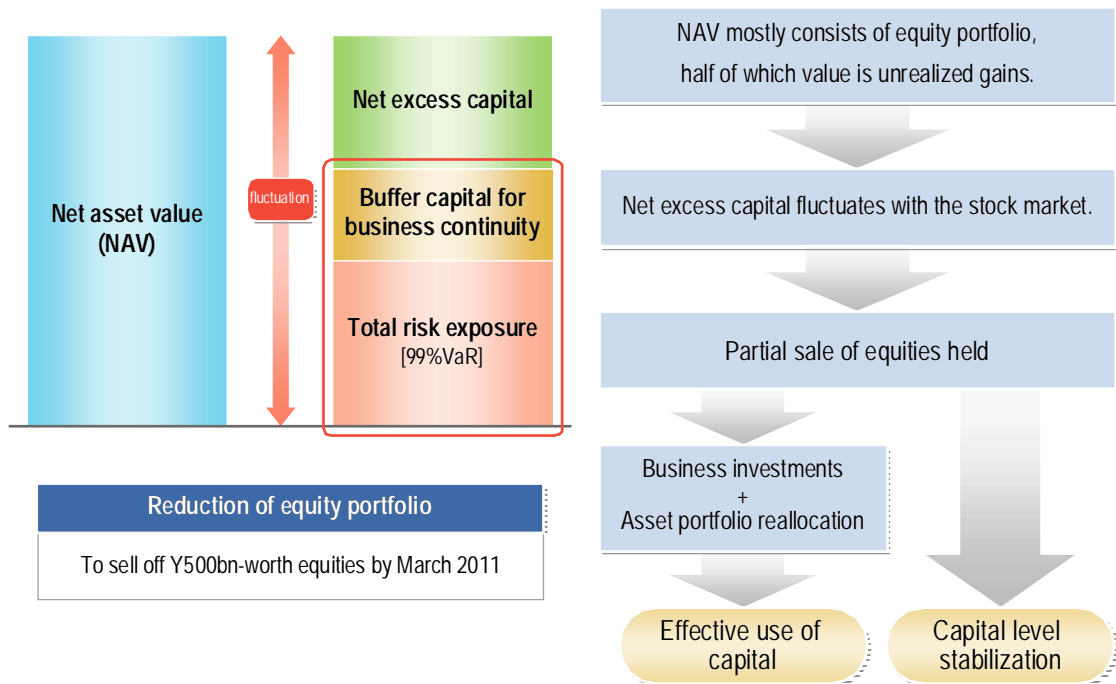 Net asset value
(NAV)
fluctuation
Net excess capital
Buffer capital for
business continuity
Total risk exposure
[99%VaR]
Reduction of equity portfolio
To sell off Y500bn-worth equities by March 2011
NAV mostly consists of equity portfolio,
half of which value is unrealized gains.
Net excess capital fluctuates with the stock market.
Partial sale of equities held
Business investments
+
Asset portfolio reallocation
Effective use of
capital
Capital level
stabilization